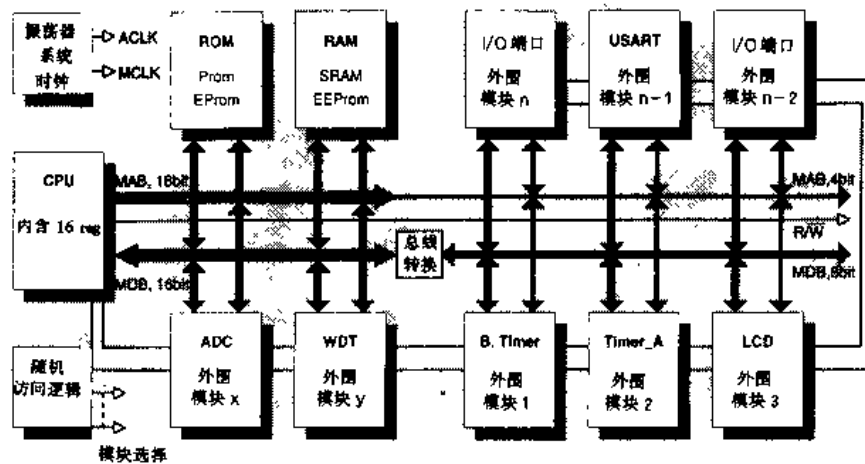 振荡器
系统
时钟
ACLK
MCLK
ROM
Prom
EProm
RAM
SRAM
EEProm
I/O 端口
外围
模块 n
USART
外围
模块 n-1
I/O 端口
外围
模块 n-2
CPU
内含 16 reg
MAB, 16bit
MAB,4bit
R/W
总线
转换
MDB, 16bit
MDB,8bit
随机
访问逻辑
模块选择
ADC
外围
模块 x
WDT
外围
模块 y
B. Timer
外围
模块 1
Timer_A
外围
模块 2
LCD
外围
模块 3